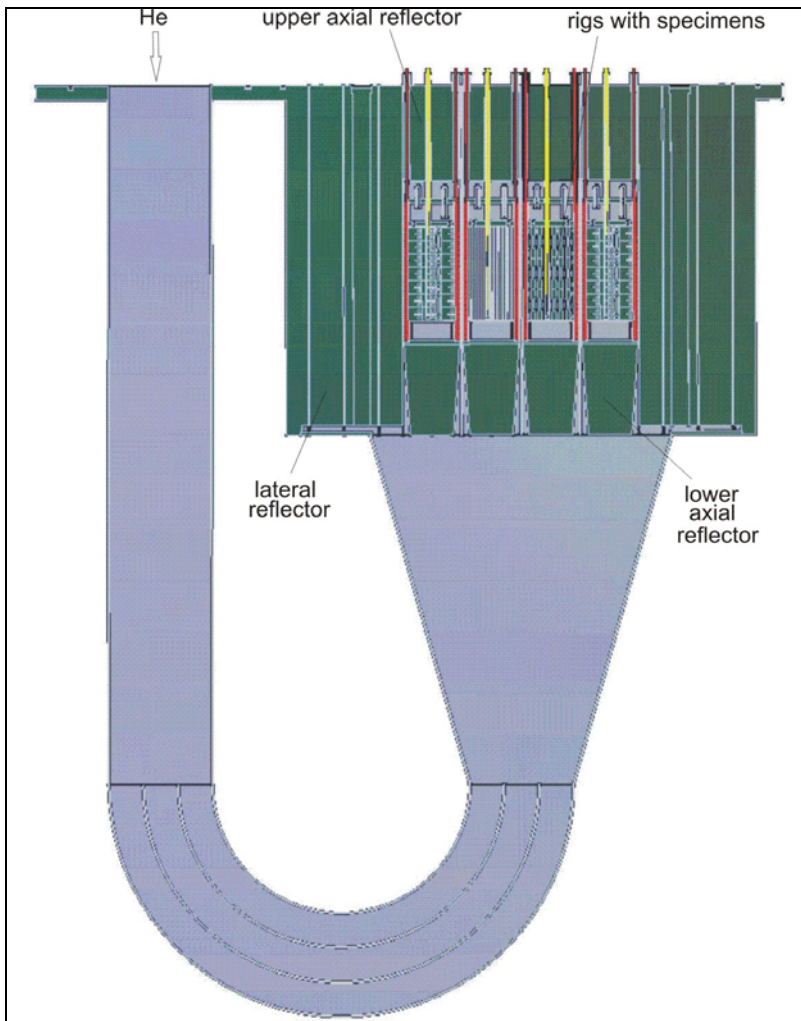 He
upper axial reflector
rigs with specimens
lateral
reflector
lower
axial
reflector